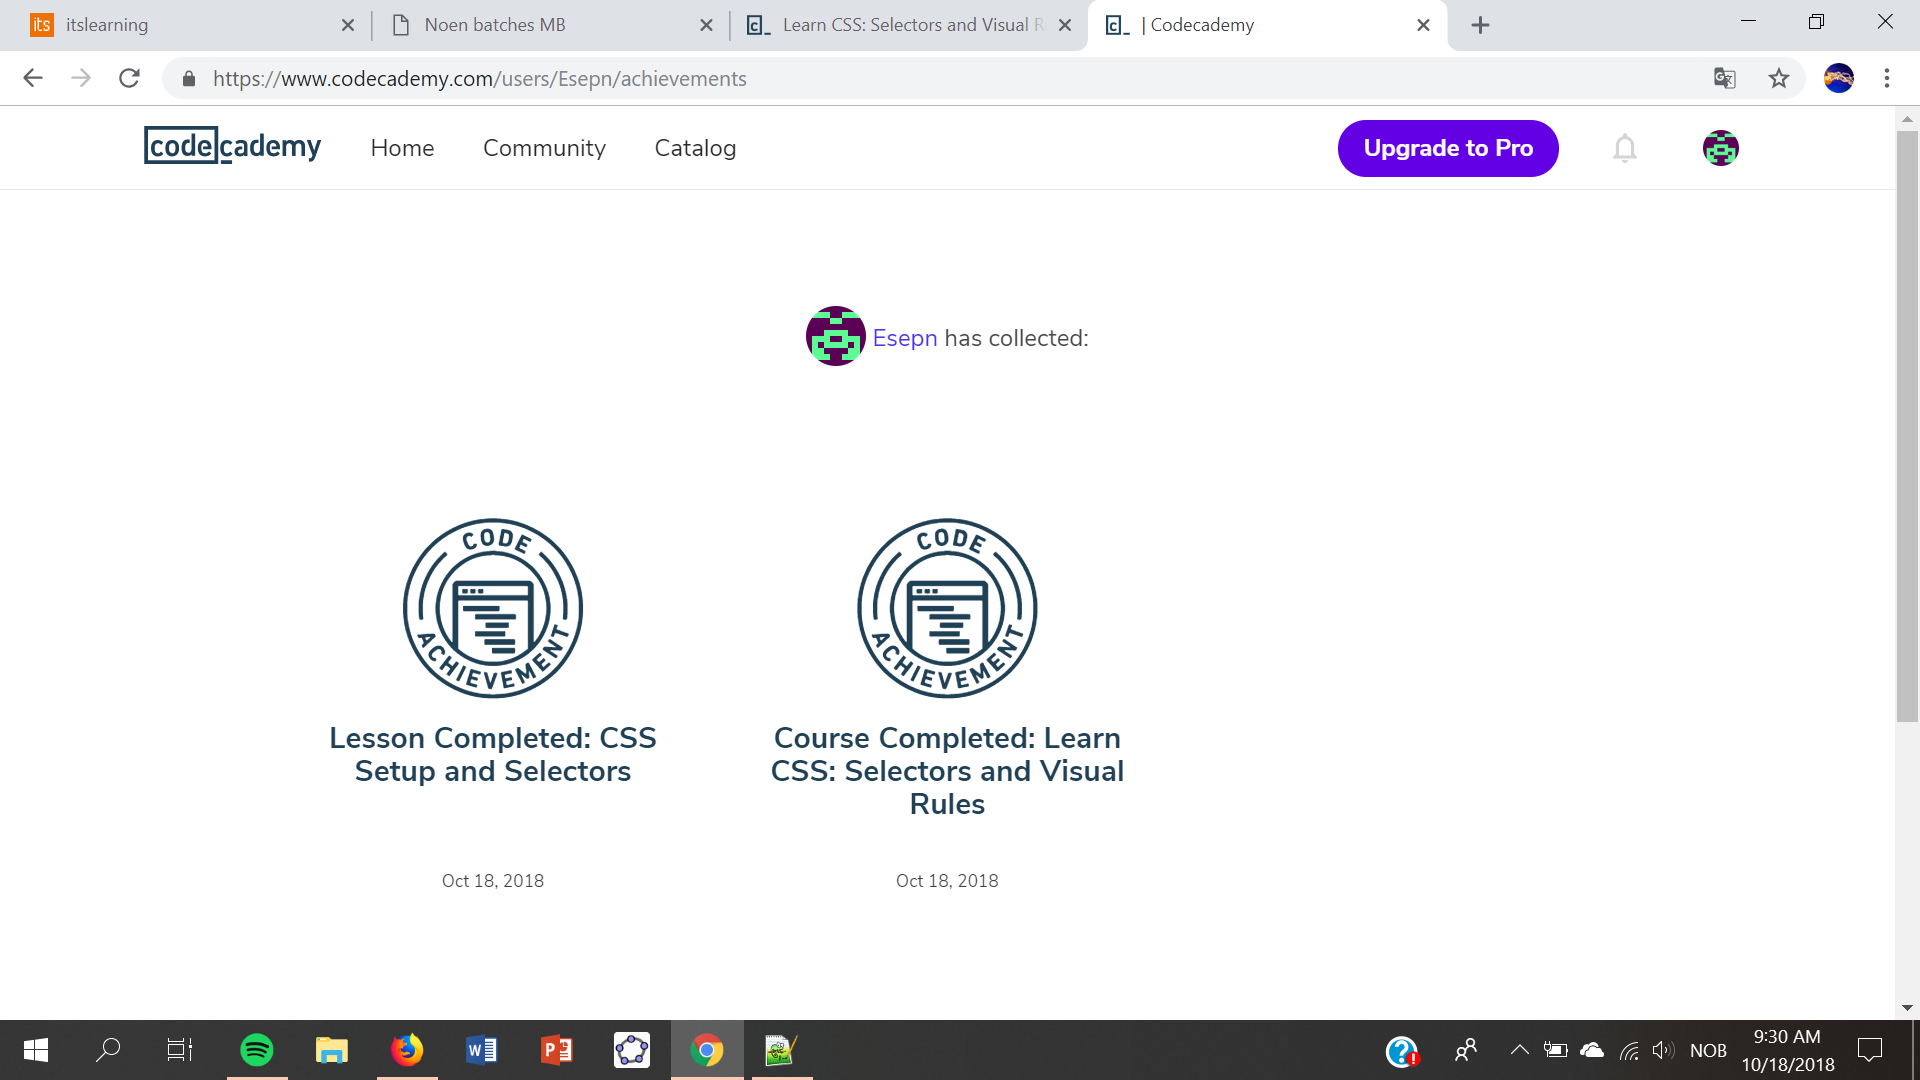 its itslearning
Noen batches MB
Learn CSS: Selectors and Visual R
| Codecademy
https://www.codecademy.com/users/Esepn/achievements
codecademy
Home
Community
Catalog
Upgrade to Pro
Esepn has collected:
CODE
ACHIEVEMENT
Lesson Completed: CSS
Setup and Selectors
Oct 18, 2018
CODE
ACHIEVEMENT
Course Completed: Learn
CSS: Selectors and Visual
Rules
Oct 18, 2018
NOB
9:30 AM
10/18/2018